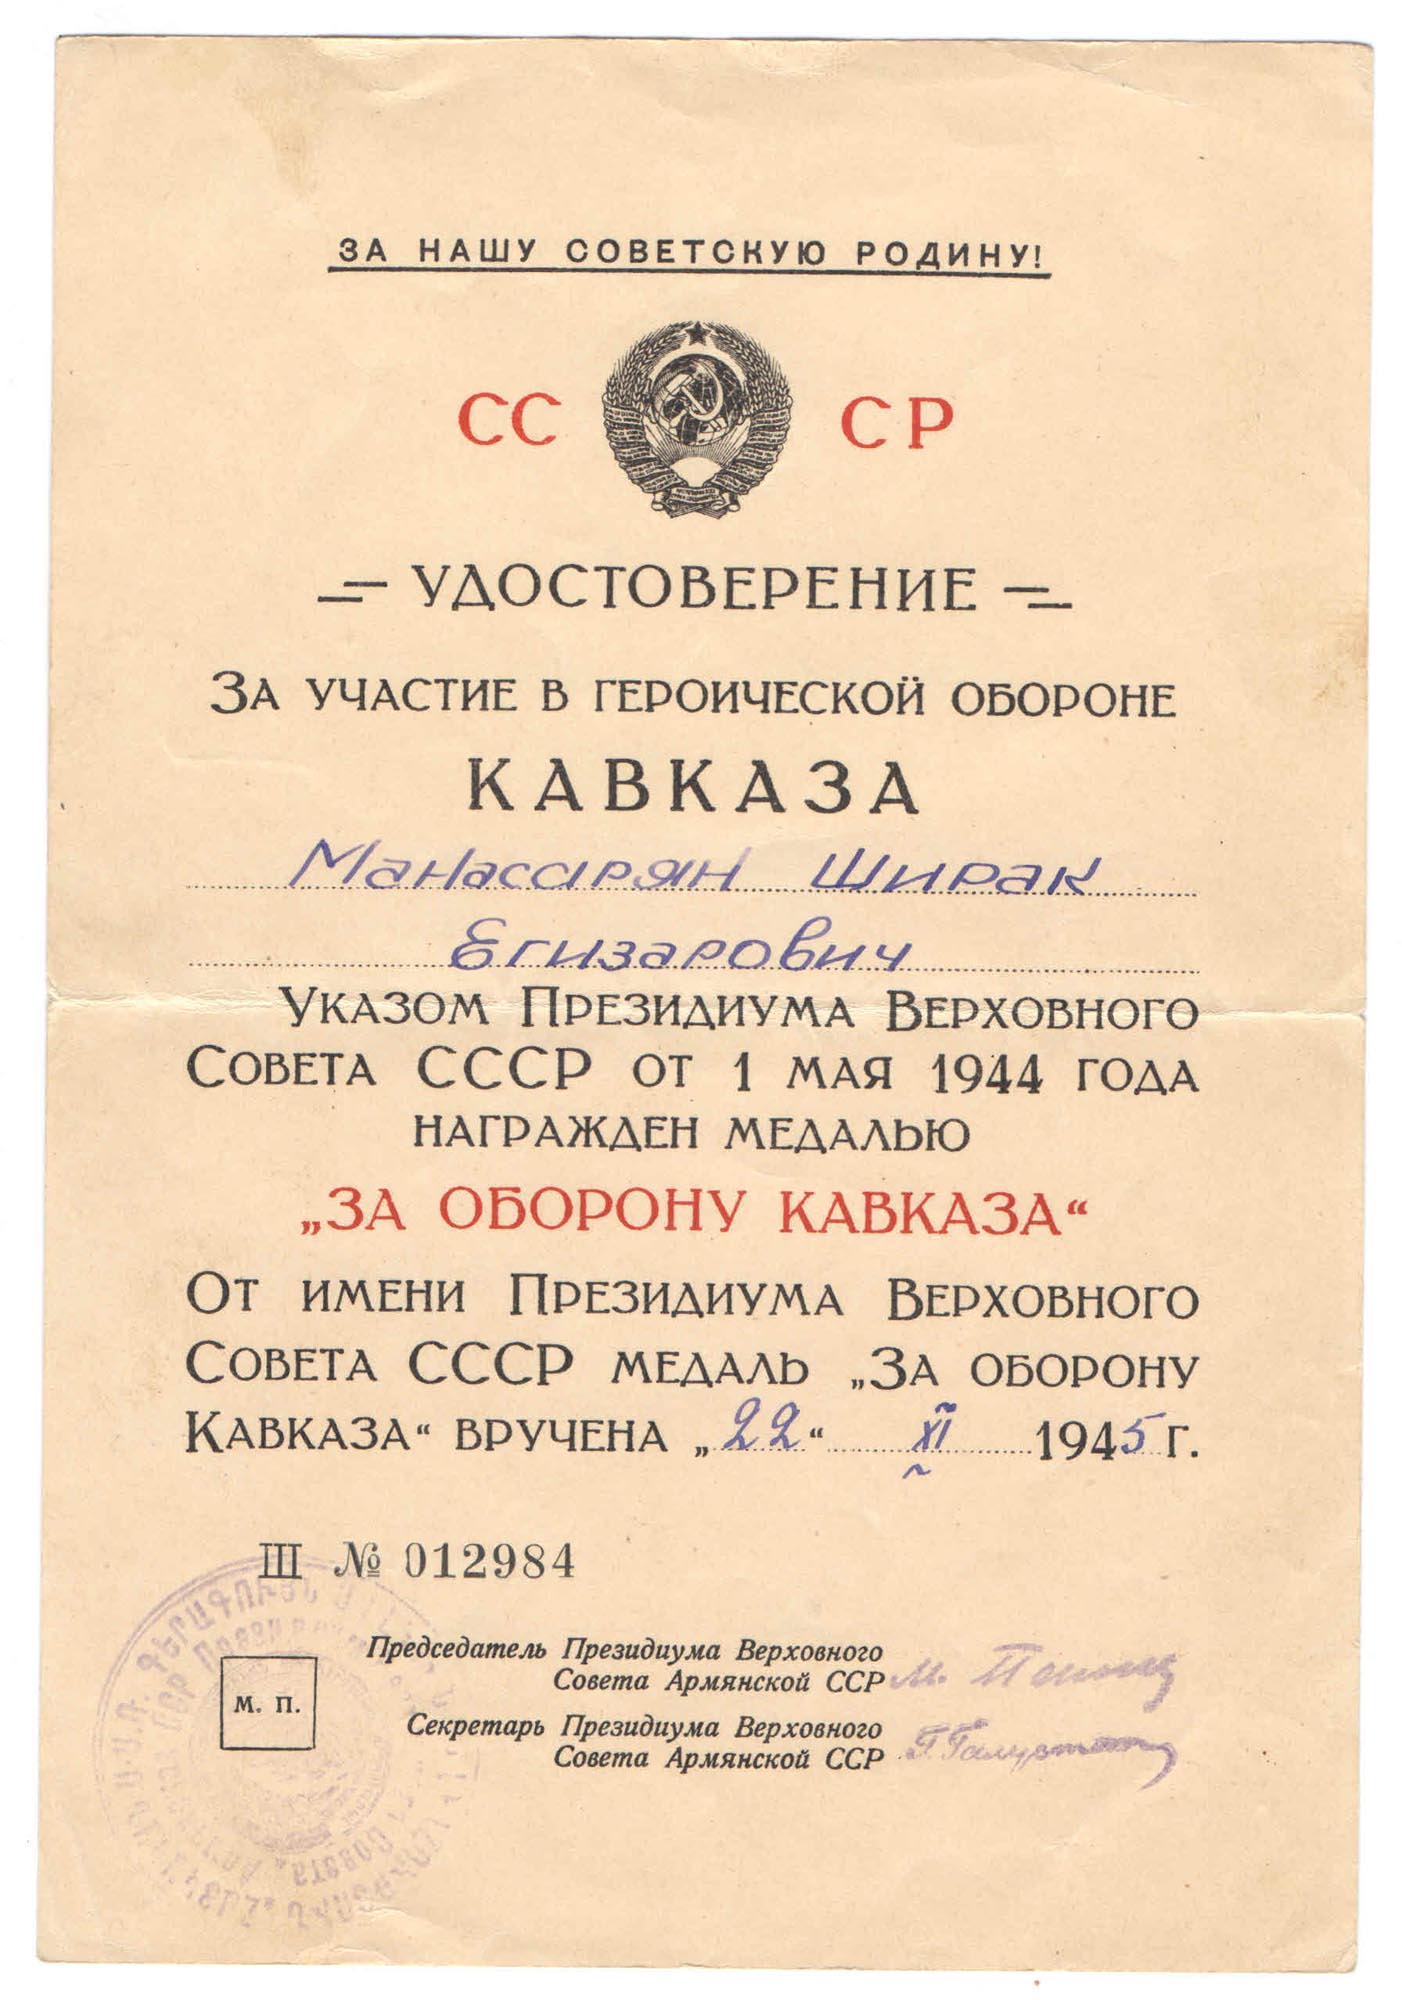 ЗА НАШУ СОВЕТСКУЮ РОДИНУ!
СС СР
УДОСТОВЕРЕНИЕ
ЗА УЧАСТИЕ В ГЕРОИЧЕСКОЙ ОБОРОНЕ
КАВКАЗА
Манассарян Ширак
Егизарович
УКАЗОМ ПРЕЗИДИУМА ВЕРХОВНОГО
СОВЕТА СССР ОТ 1 МАЯ 1944 ГОДА
НАГРАЖДЕН МЕДАЛЬЮ
„ЗА ОБОРОНУ КАВКАЗА“
ОТ ИМЕНИ ПРЕЗИДИУМА ВЕРХОВНОГО
СОВЕТА СССР МЕДАЛЬ „ЗА ОБОРОНУ
КАВКАЗА“ ВРУЧЕНА „22“ XI 1945 Г.
III № 012984
Председатель Президиума Верховного
Совета Армянской ССР
М. П.
Секретарь Президиума Верховного
Совета Армянской ССР